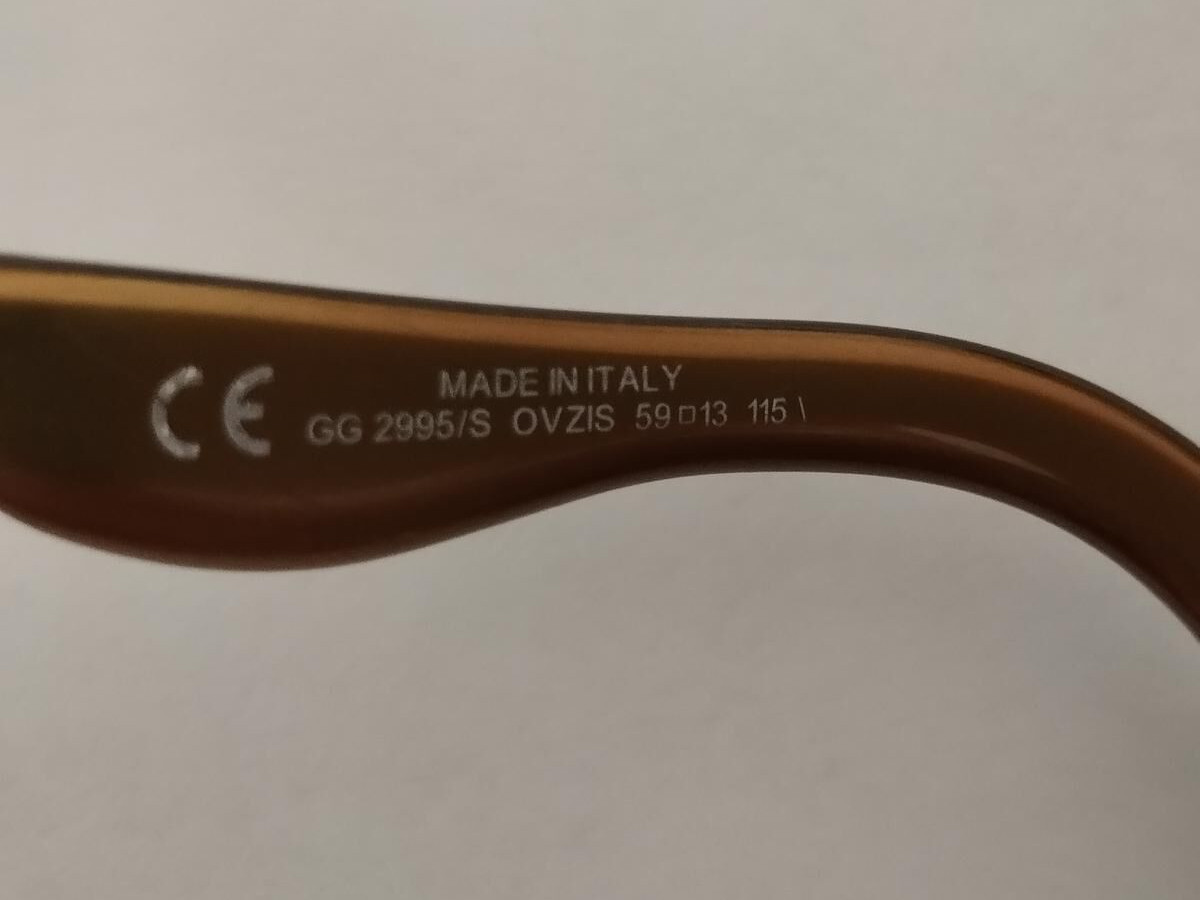 CE
MADE IN ITALY
GG 2995/S OVZIS 59□13 115 \